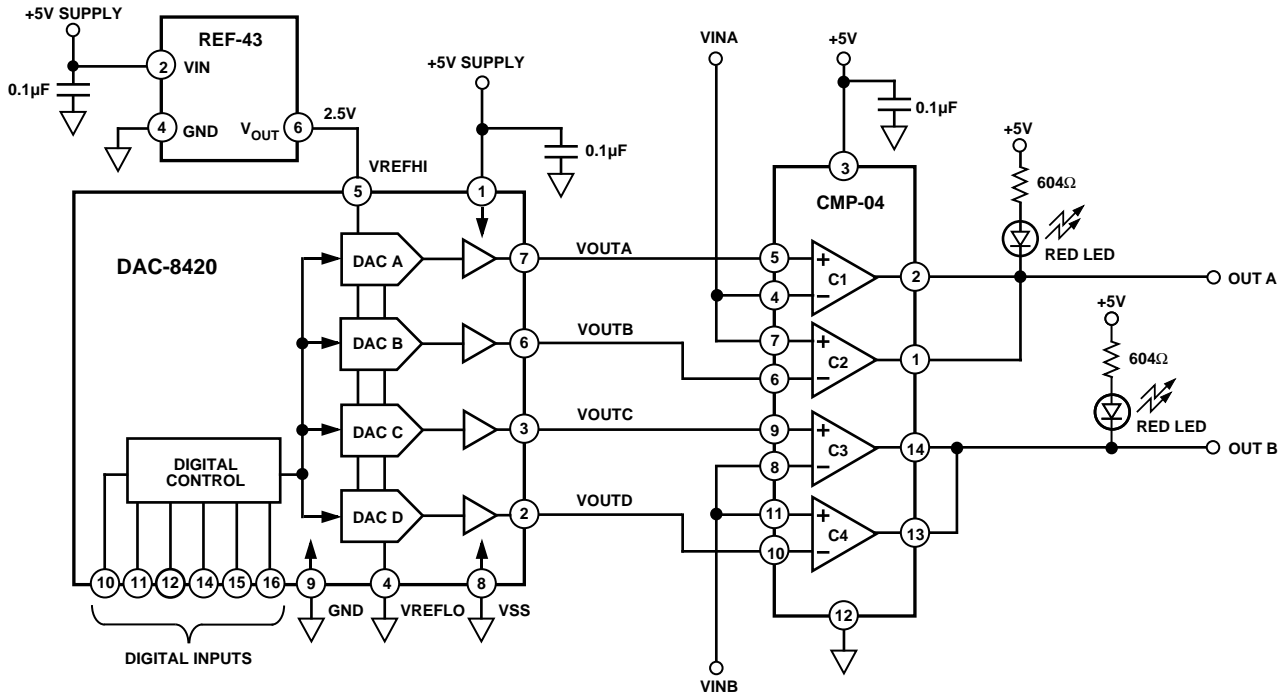 +5V SUPPLY
REF-43
2 VIN
0.1µF
4 GND
VOUT 6
2.5V
+5V SUPPLY
0.1µF
VREFHI
5
1
DAC-8420
DAC A
7
VOUTA
DAC B
6
VOUTB
DAC C
3
VOUTC
DAC D
2
VOUTD
DIGITAL
CONTROL
10 11 12 14 15 16
9 GND
4 VREFLO
8 VSS
DIGITAL INPUTS
VINA
+5V
0.1µF
3
CMP-04
5 +
4 −
C1
2
7 +
6 −
C2
1
9 +
8 −
C3
14
11 +
10 −
C4
13
12
VINB
+5V
604Ω
RED LED
OUT A
+5V
604Ω
RED LED
OUT B